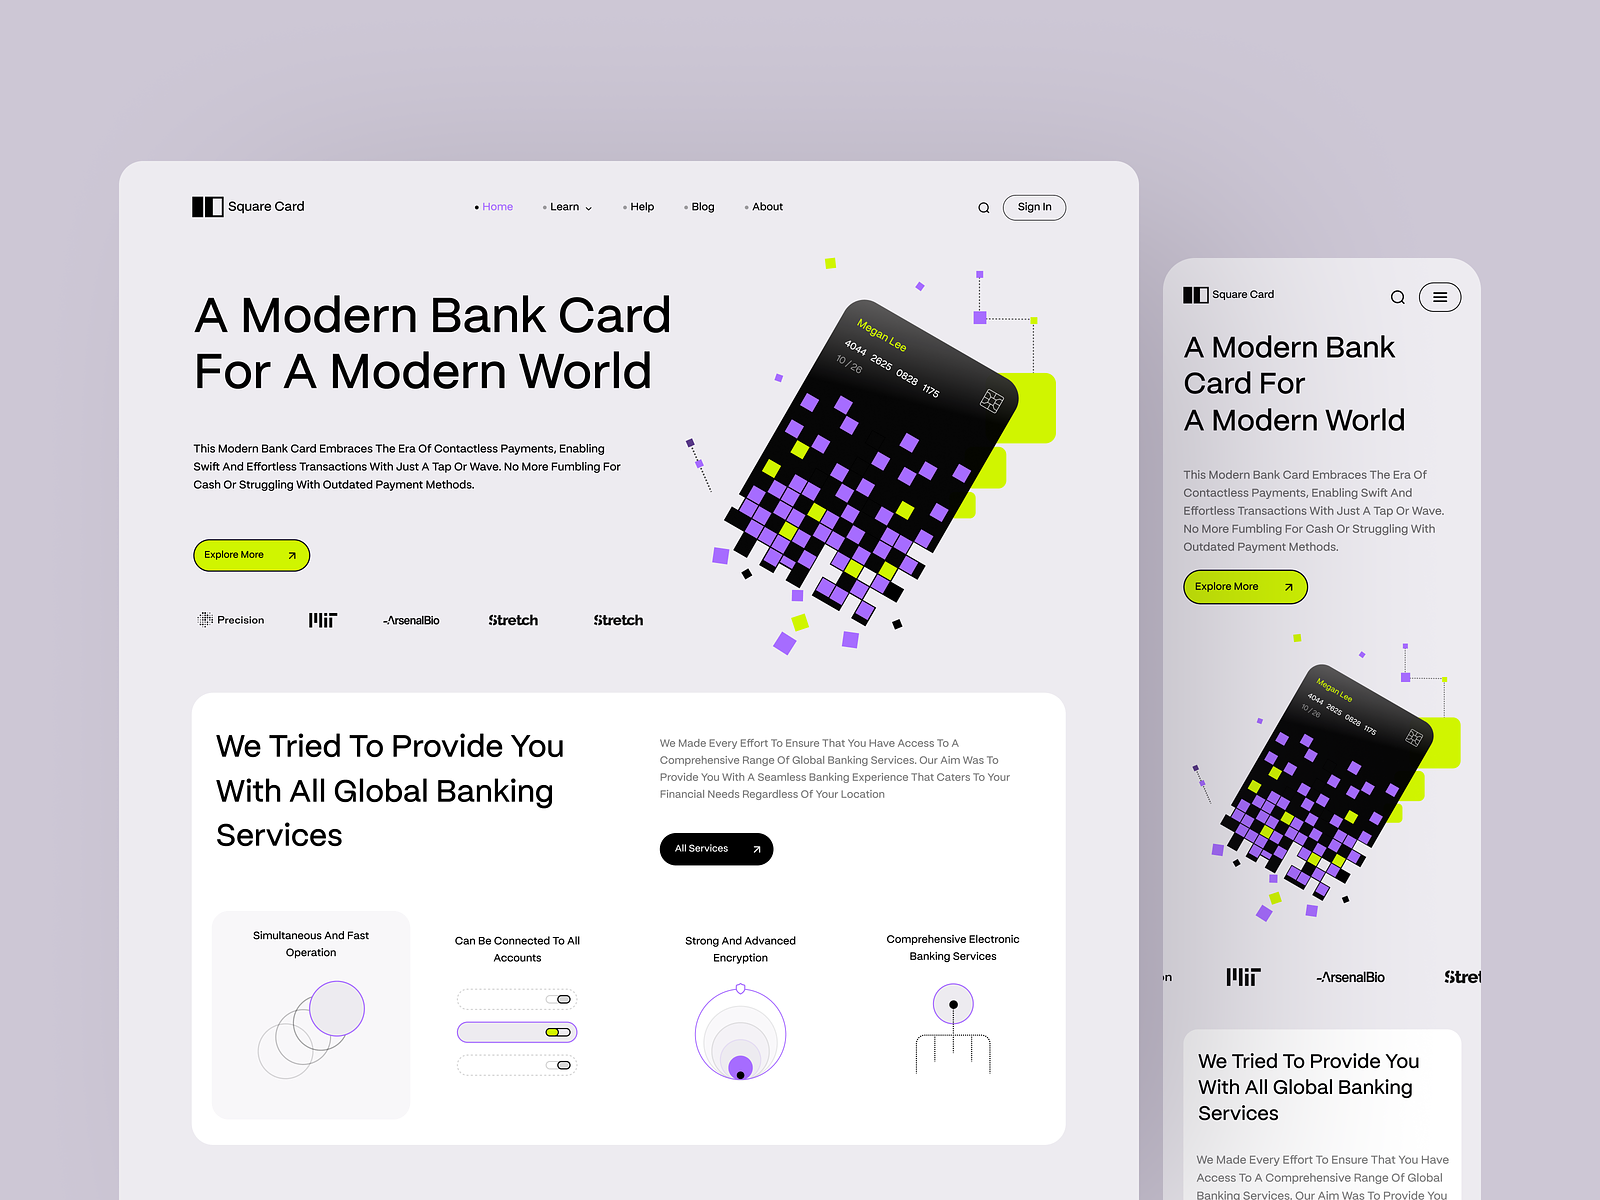 Square Card
Home
Learn
Help
Blog
About
Sign In
A Modern Bank Card
For A Modern World
This Modern Bank Card Embraces The Era Of Contactless Payments, Enabling
Swift And Effortless Transactions With Just A Tap Or Wave. No More Fumbling For
Cash Or Struggling With Outdated Payment Methods.
Explore More
Precision
MIT
ArsenalBio
Stretch
Stretch
Megan Lee
4044 2625 0828 1175
10 / 26
We Tried To Provide You
With All Global Banking
Services
We Made Every Effort To Ensure That You Have Access To A
Comprehensive Range Of Global Banking Services. Our Aim Was To
Provide You With A Seamless Banking Experience That Caters To Your
Financial Needs Regardless Of Your Location
All Services
Simultaneous And Fast
Operation
Can Be Connected To All
Accounts
Strong And Advanced
Encryption
Comprehensive Electronic
Banking Services
Square Card
A Modern Bank
Card For
A Modern World
This Modern Bank Card Embraces The Era Of
Contactless Payments, Enabling Swift And
Effortless Transactions With Just A Tap Or Wave.
No More Fumbling For Cash Or Struggling With
Outdated Payment Methods.
Explore More
Megan Lee
4044 2625 0828 1175
10 / 26
on
MIT
ArsenalBio
Stret
We Tried To Provide You
With All Global Banking
Services
We Made Every Effort To Ensure That You Have
Access To A Comprehensive Range Of Global
Banking Services. Our Aim Was To Provide You